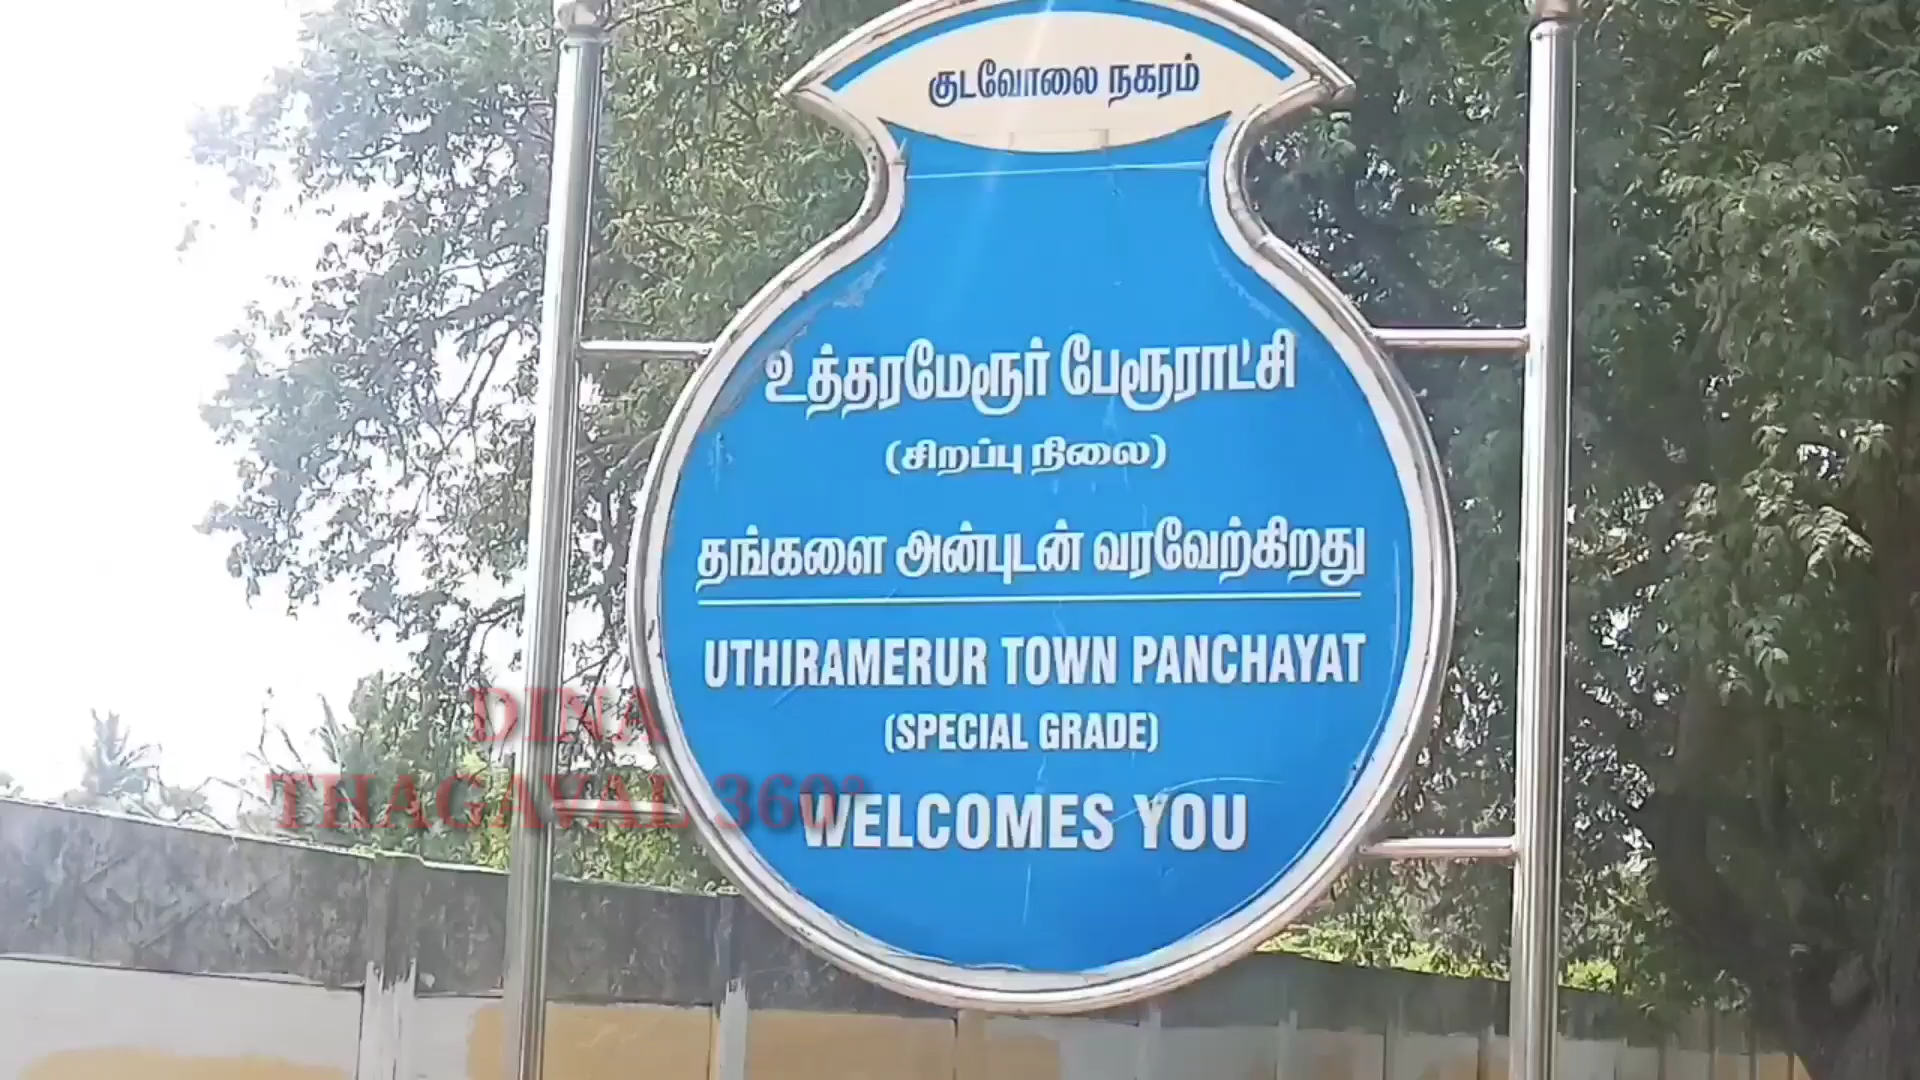 குடவோலை நகரம்
உத்தரமேரூர் பேரூராட்சி
(சிறப்பு நிலை)
தங்களை அன்புடன் வரவேற்கிறது
UTHIRAMERUR TOWN PANCHAYAT
(SPECIAL GRADE)
WELCOMES YOU
DINA
THAGAVAL 360°